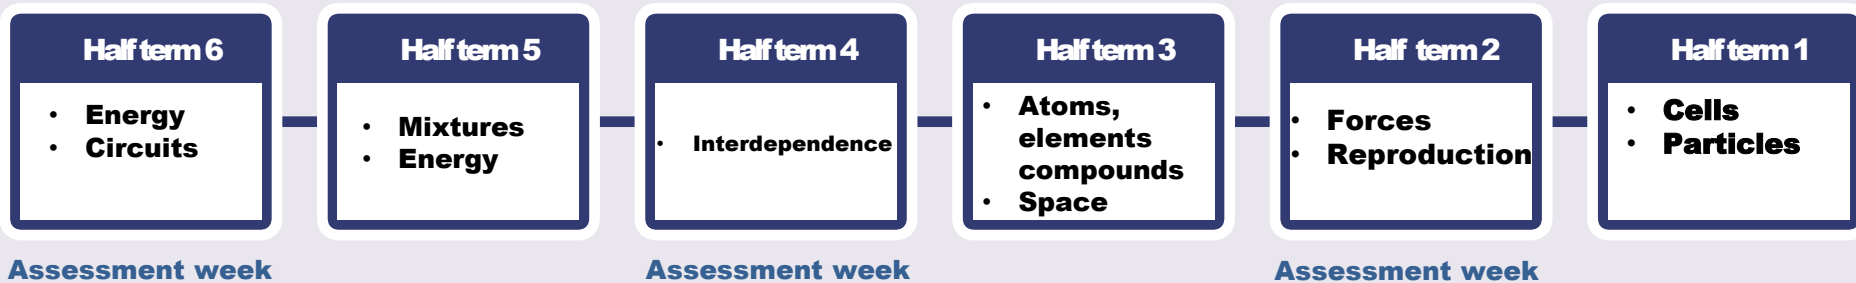 Half term 6
• Energy
• Circuits
Assessment week
Half term 5
• Mixtures
• Energy
Half term 4
• Interdependence
Assessment week
Half term 3
• Atoms,
elements
compounds
• Space
Half term 2
• Forces
• Reproduction
Assessment week
Half term 1
• Cells
• Particles